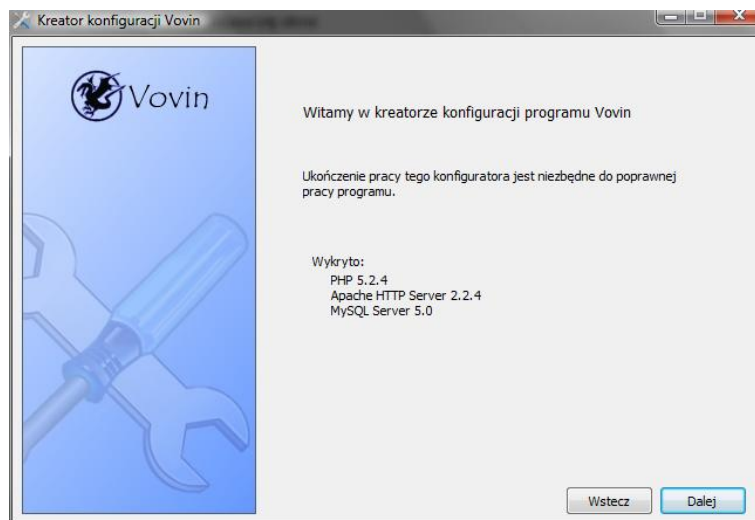 Kreator konfiguracji Vovin
Vovin
Witamy w kreatorze konfiguracji programu Vovin
Ukończenie pracy tego konfiguratora jest niezbędne do poprawnej
pracy programu.
Wykryto:
PHP 5.2.4
Apache HTTP Server 2.2.4
MySQL Server 5.0
Wstecz
Dalej